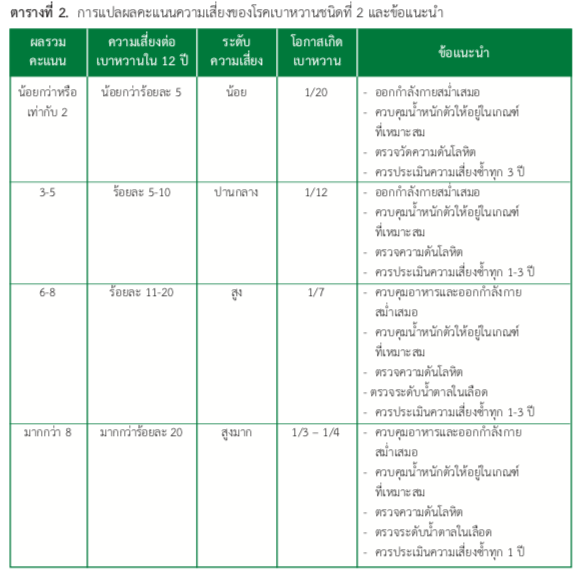 ตารางที่ 2. การแปลผลคะแนนความเสี่ยงของโรคเบาหวานชนิดที่ 2 และข้อแนะนำ
ผลรวม
คะแนน
ความเสี่ยงต่อ
เบาหวานใน 12 ปี
ระดับ
ความเสี่ยง
โอกาสเกิด
เบาหวาน
ข้อแนะนำ
น้อยกว่าหรือ
เท่ากับ 2
น้อยกว่าร้อยละ 5
น้อย
1/20
- ออกกำลังกายสม่ำเสมอ
- ควบคุมน้ำหนักตัวให้อยู่ในเกณฑ์
ที่เหมาะสม
- ตรวจวัดความดันโลหิต
- ควรประเมินความเสี่ยงซ้ำทุก 3 ปี
3-5
ร้อยละ 5-10
ปานกลาง
1/12
- ออกกำลังกายสม่ำเสมอ
- ควบคุมน้ำหนักตัวให้อยู่ในเกณฑ์
ที่เหมาะสม
- ตรวจความดันโลหิต
- ควรประเมินความเสี่ยงซ้ำทุก 1-3 ปี
6-8
ร้อยละ 11-20
สูง
1/7
- ควบคุมอาหารและออกกำลังกาย
สม่ำเสมอ
- ควบคุมน้ำหนักตัวให้อยู่ในเกณฑ์
ที่เหมาะสม
- ตรวจความดันโลหิต
- ตรวจระดับน้ำตาลในเลือด
- ควรประเมินความเสี่ยงซ้ำทุก 1-3 ปี
มากกว่า 8
มากกว่าร้อยละ 20
สูงมาก
1/3 – 1/4
- ควบคุมอาหารและออกกำลังกาย
สม่ำเสมอ
- ควบคุมน้ำหนักตัวให้อยู่ในเกณฑ์
ที่เหมาะสม
- ตรวจความดันโลหิต
- ตรวจระดับน้ำตาลในเลือด
- ควรประเมินความเสี่ยงซ้ำทุก 1 ปี